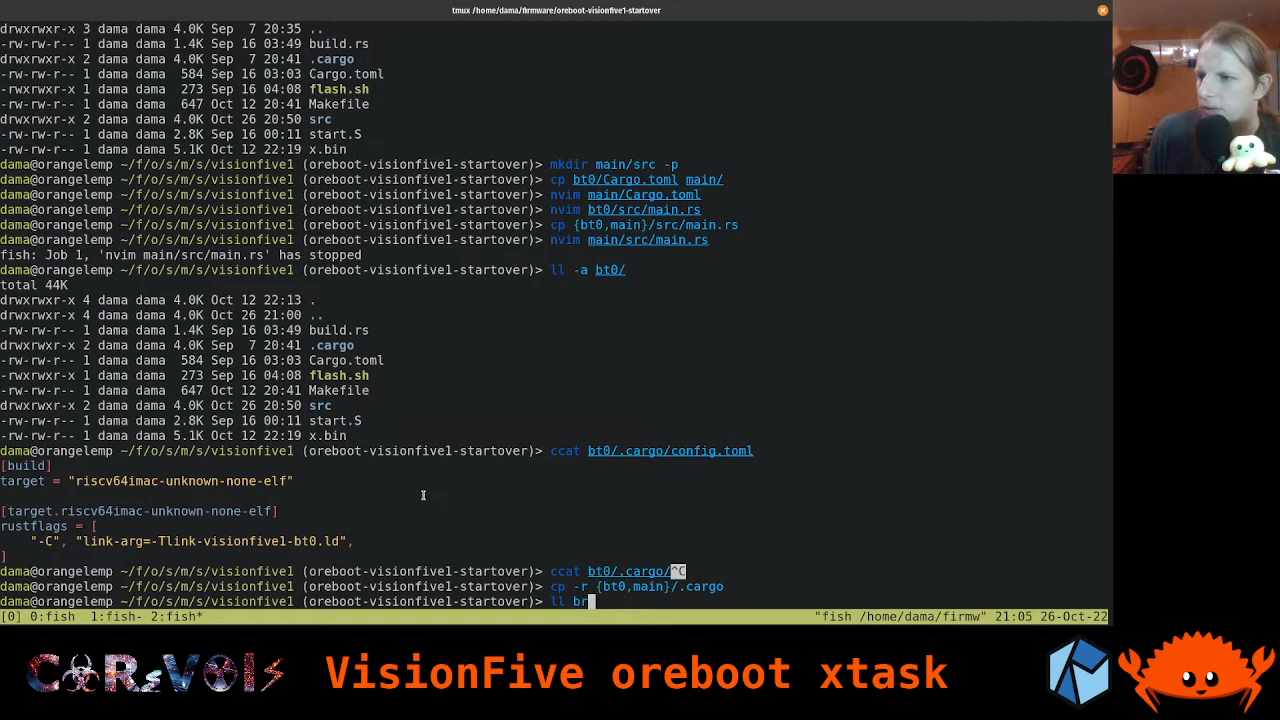 tmux /home/dama/firmware/oreboot-visionfive1-startover
drwxrwxr-x 3 dama dama 4.0K Sep  7 20:35 ..
-rw-rw-r-- 1 dama dama 1.4K Sep 16 03:49 build.rs
drwxrwxr-x 2 dama dama 4.0K Sep  7 20:41 .cargo
-rw-rw-r-- 1 dama dama  584 Sep 16 03:03 Cargo.toml
-rwxrwxr-x 1 dama dama  273 Sep 16 04:08 flash.sh
-rw-rw-r-- 1 dama dama  647 Oct 12 20:41 Makefile
drwxrwxr-x 2 dama dama 4.0K Oct 26 20:50 src
-rw-rw-r-- 1 dama dama 2.8K Sep 16 00:11 start.S
-rw-rw-r-- 1 dama dama 5.1K Oct 12 22:19 x.bin
dama@orangelemp ~/f/o/s/m/s/visionfive1 (oreboot-visionfive1-startover)> mkdir main/src -p
dama@orangelemp ~/f/o/s/m/s/visionfive1 (oreboot-visionfive1-startover)> cp bt0/Cargo.toml main/
dama@orangelemp ~/f/o/s/m/s/visionfive1 (oreboot-visionfive1-startover)> nvim main/Cargo.toml
dama@orangelemp ~/f/o/s/m/s/visionfive1 (oreboot-visionfive1-startover)> nvim bt0/src/main.rs
dama@orangelemp ~/f/o/s/m/s/visionfive1 (oreboot-visionfive1-startover)> cp {bt0,main}/src/main.rs
dama@orangelemp ~/f/o/s/m/s/visionfive1 (oreboot-visionfive1-startover)> nvim main/src/main.rs
fish: Job 1, 'nvim main/src/main.rs' has stopped
dama@orangelemp ~/f/o/s/m/s/visionfive1 (oreboot-visionfive1-startover)> ll -a bt0/
total 44K
drwxrwxr-x 4 dama dama 4.0K Oct 12 22:13 .
drwxrwxr-x 4 dama dama 4.0K Oct 26 21:00 ..
-rw-rw-r-- 1 dama dama 1.4K Sep 16 03:49 build.rs
drwxrwxr-x 2 dama dama 4.0K Sep  7 20:41 .cargo
-rw-rw-r-- 1 dama dama  584 Sep 16 03:03 Cargo.toml
-rwxrwxr-x 1 dama dama  273 Sep 16 04:08 flash.sh
-rw-rw-r-- 1 dama dama  647 Oct 12 20:41 Makefile
drwxrwxr-x 2 dama dama 4.0K Oct 26 20:50 src
-rw-rw-r-- 1 dama dama 2.8K Sep 16 00:11 start.S
-rw-rw-r-- 1 dama dama 5.1K Oct 12 22:19 x.bin
dama@orangelemp ~/f/o/s/m/s/visionfive1 (oreboot-visionfive1-startover)> ccat bt0/.cargo/config.toml
[build]
target = "riscv64imac-unknown-none-elf"
[target.riscv64imac-unknown-none-elf]
rustflags = [
"-C", "link-arg=-Tlink-visionfive1-bt0.ld",
]
dama@orangelemp ~/f/o/s/m/s/visionfive1 (oreboot-visionfive1-startover)> ccat bt0/.cargo/^C
dama@orangelemp ~/f/o/s/m/s/visionfive1 (oreboot-visionfive1-startover)> cp -r {bt0,main}/.cargo
dama@orangelemp ~/f/o/s/m/s/visionfive1 (oreboot-visionfive1-startover)> ll br
[0] 0:fish  1:fish- 2:fish* "fish /home/dama/firmw" 21:05 26-Oct-22
VisionFive oreboot xtask